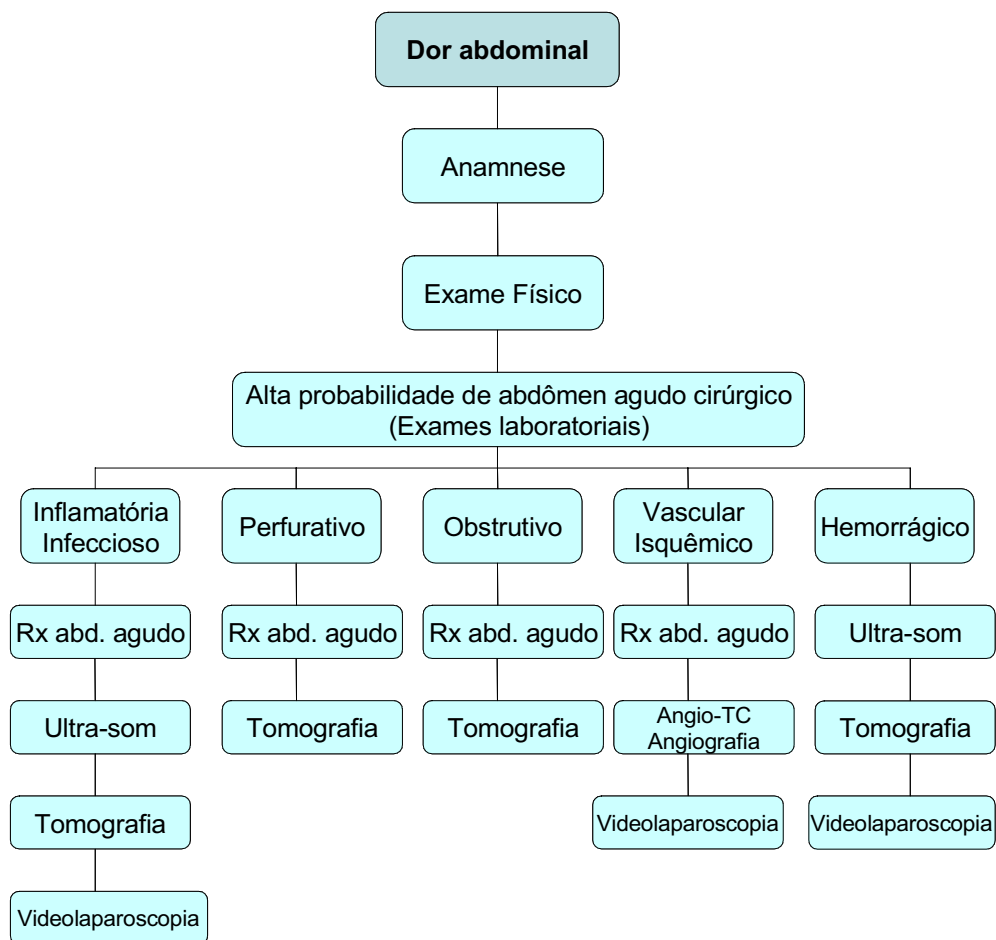 Dor abdominal
Anamnese
Exame Físico
Alta probabilidade de abdômen agudo cirúrgico
(Exames laboratoriais)
Inflamatória
Infeccioso
Perfurativo
Obstrutivo
Vascular
Isquêmico
Hemorrágico
Rx abd. agudo
Rx abd. agudo
Rx abd. agudo
Rx abd. agudo
Ultra-som
Ultra-som
Tomografia
Tomografia
Angio-TC
Angiografia
Tomografia
Tomografia
Videolaparoscopia
Videolaparoscopia
Videolaparoscopia